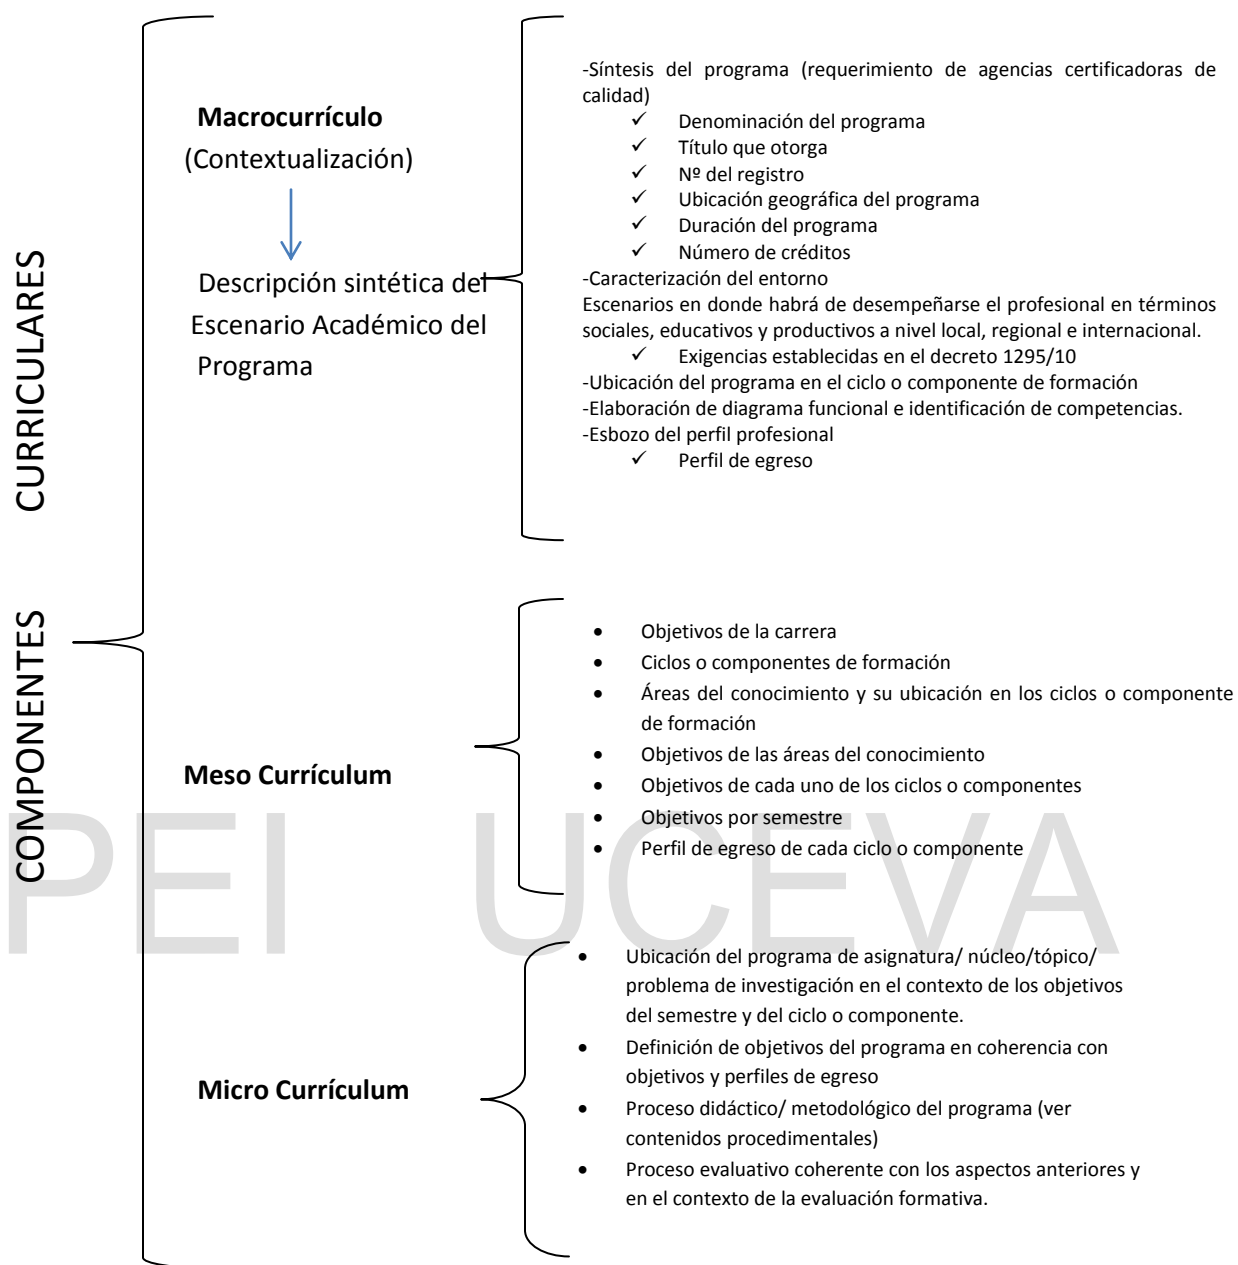 COMPONENTES CURRICULARES
Macrocurrículo
(Contextualización)
Descripción sintética del
Escenario Académico del
Programa
-Síntesis del programa (requerimiento de agencias certificadoras de
calidad)
✓ Denominación del programa
✓ Título que otorga
✓ Nº del registro
✓ Ubicación geográfica del programa
✓ Duración del programa
✓ Número de créditos
-Caracterización del entorno
Escenarios en donde habrá de desempeñarse el profesional en términos
sociales, educativos y productivos a nivel local, regional e internacional.
✓ Exigencias establecidas en el decreto 1295/10
-Ubicación del programa en el ciclo o componente de formación
-Elaboración de diagrama funcional e identificación de competencias.
-Esbozo del perfil profesional
✓ Perfil de egreso
Meso Currículum
• Objetivos de la carrera
• Ciclos o componentes de formación
• Áreas del conocimiento y su ubicación en los ciclos o componente
de formación
• Objetivos de las áreas del conocimiento
• Objetivos de cada uno de los ciclos o componentes
• Objetivos por semestre
• Perfil de egreso de cada ciclo o componente
PEI UCEVA
Micro Currículum
• Ubicación del programa de asignatura/ núcleo/tópico/
problema de investigación en el contexto de los objetivos
del semestre y del ciclo o componente.
• Definición de objetivos del programa en coherencia con
objetivos y perfiles de egreso
• Proceso didáctico/ metodológico del programa (ver
contenidos procedimentales)
• Proceso evaluativo coherente con los aspectos anteriores y
en el contexto de la evaluación formativa.